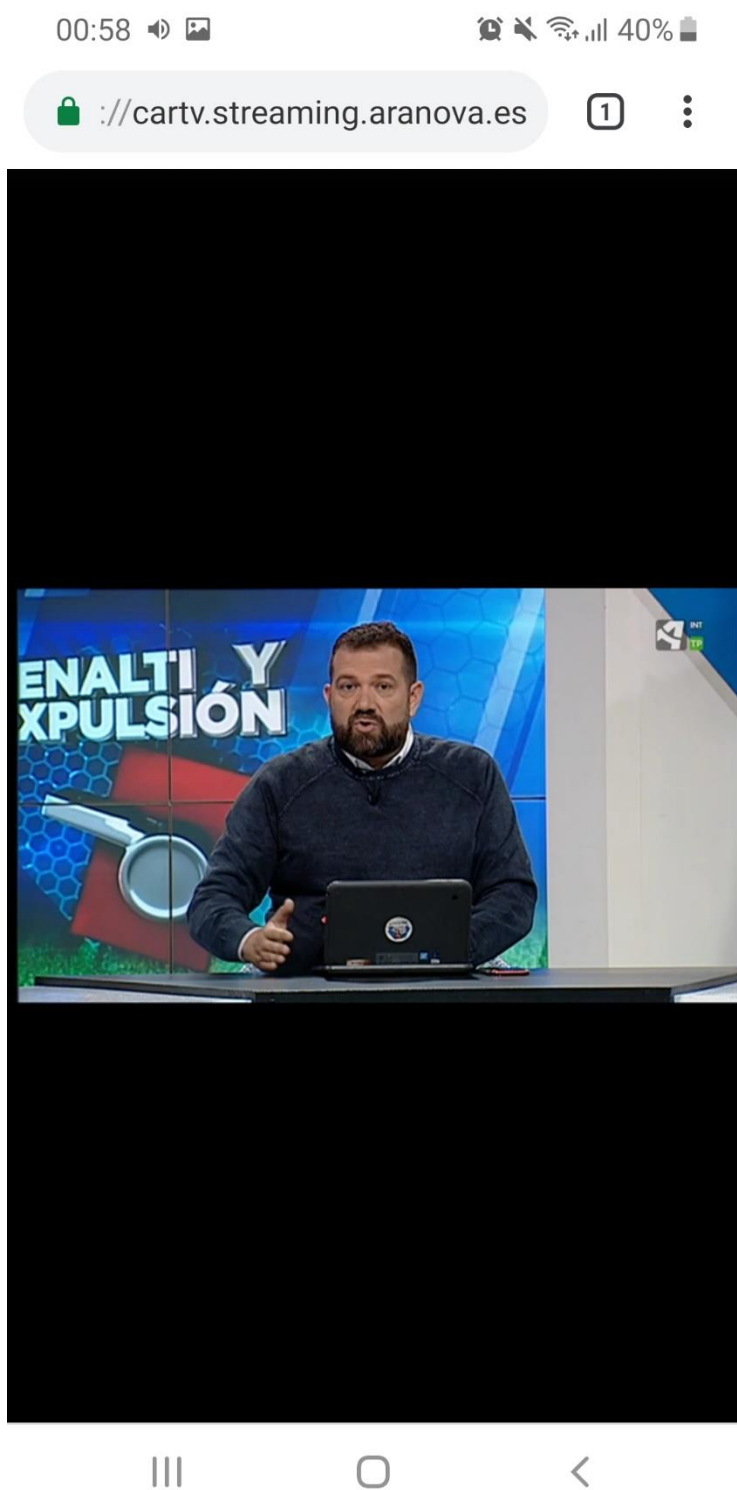 00:58
40%
://cartv.streaming.aranova.es
1
ENALTI Y
XPULSIÓN
INT
TP